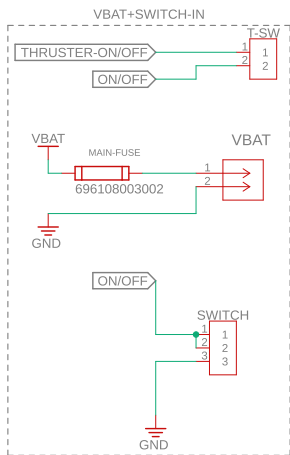 VBAT+SWITCH-IN
T-SW
THRUSTER-ON/OFF
1
1
ON/OFF
2
2
VBAT
MAIN-FUSE
696108003002
VBAT
1
2
GND
ON/OFF
SWITCH
1
1
2
2
3
3
GND